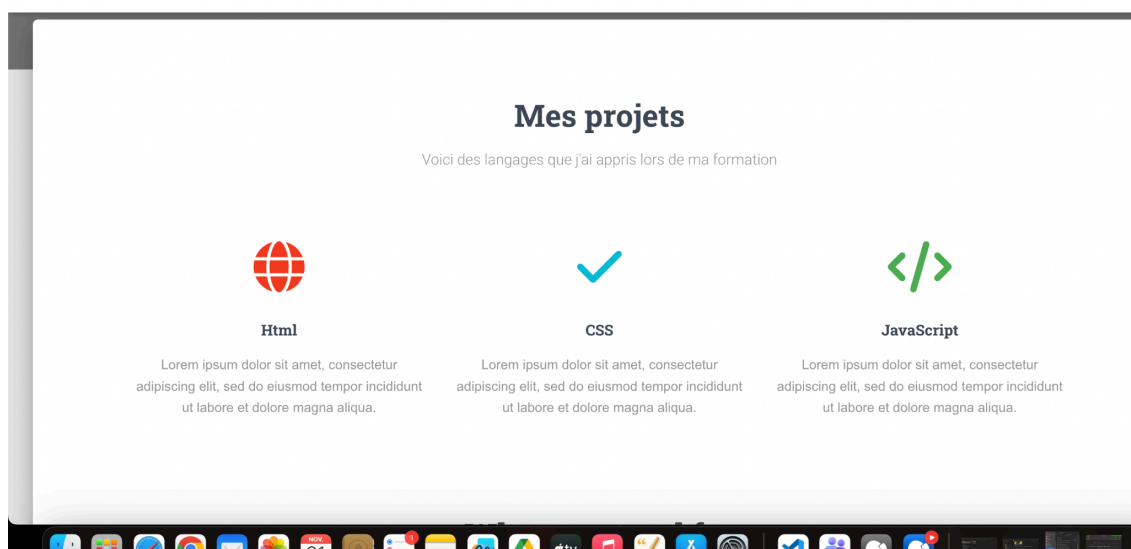 Mes projets
Voici des langages que j'ai appris lors de ma formation
Html
CSS
JavaScript
Lorem ipsum dolor sit amet, consectetur
adipiscing elit, sed do eiusmod tempor incididunt
ut labore et dolore magna aliqua.
Lorem ipsum dolor sit amet, consectetur
adipiscing elit, sed do eiusmod tempor incididunt
ut labore et dolore magna aliqua.
Lorem ipsum dolor sit amet, consectetur
adipiscing elit, sed do eiusmod tempor incididunt
ut labore et dolore magna aliqua.
NOV.
1